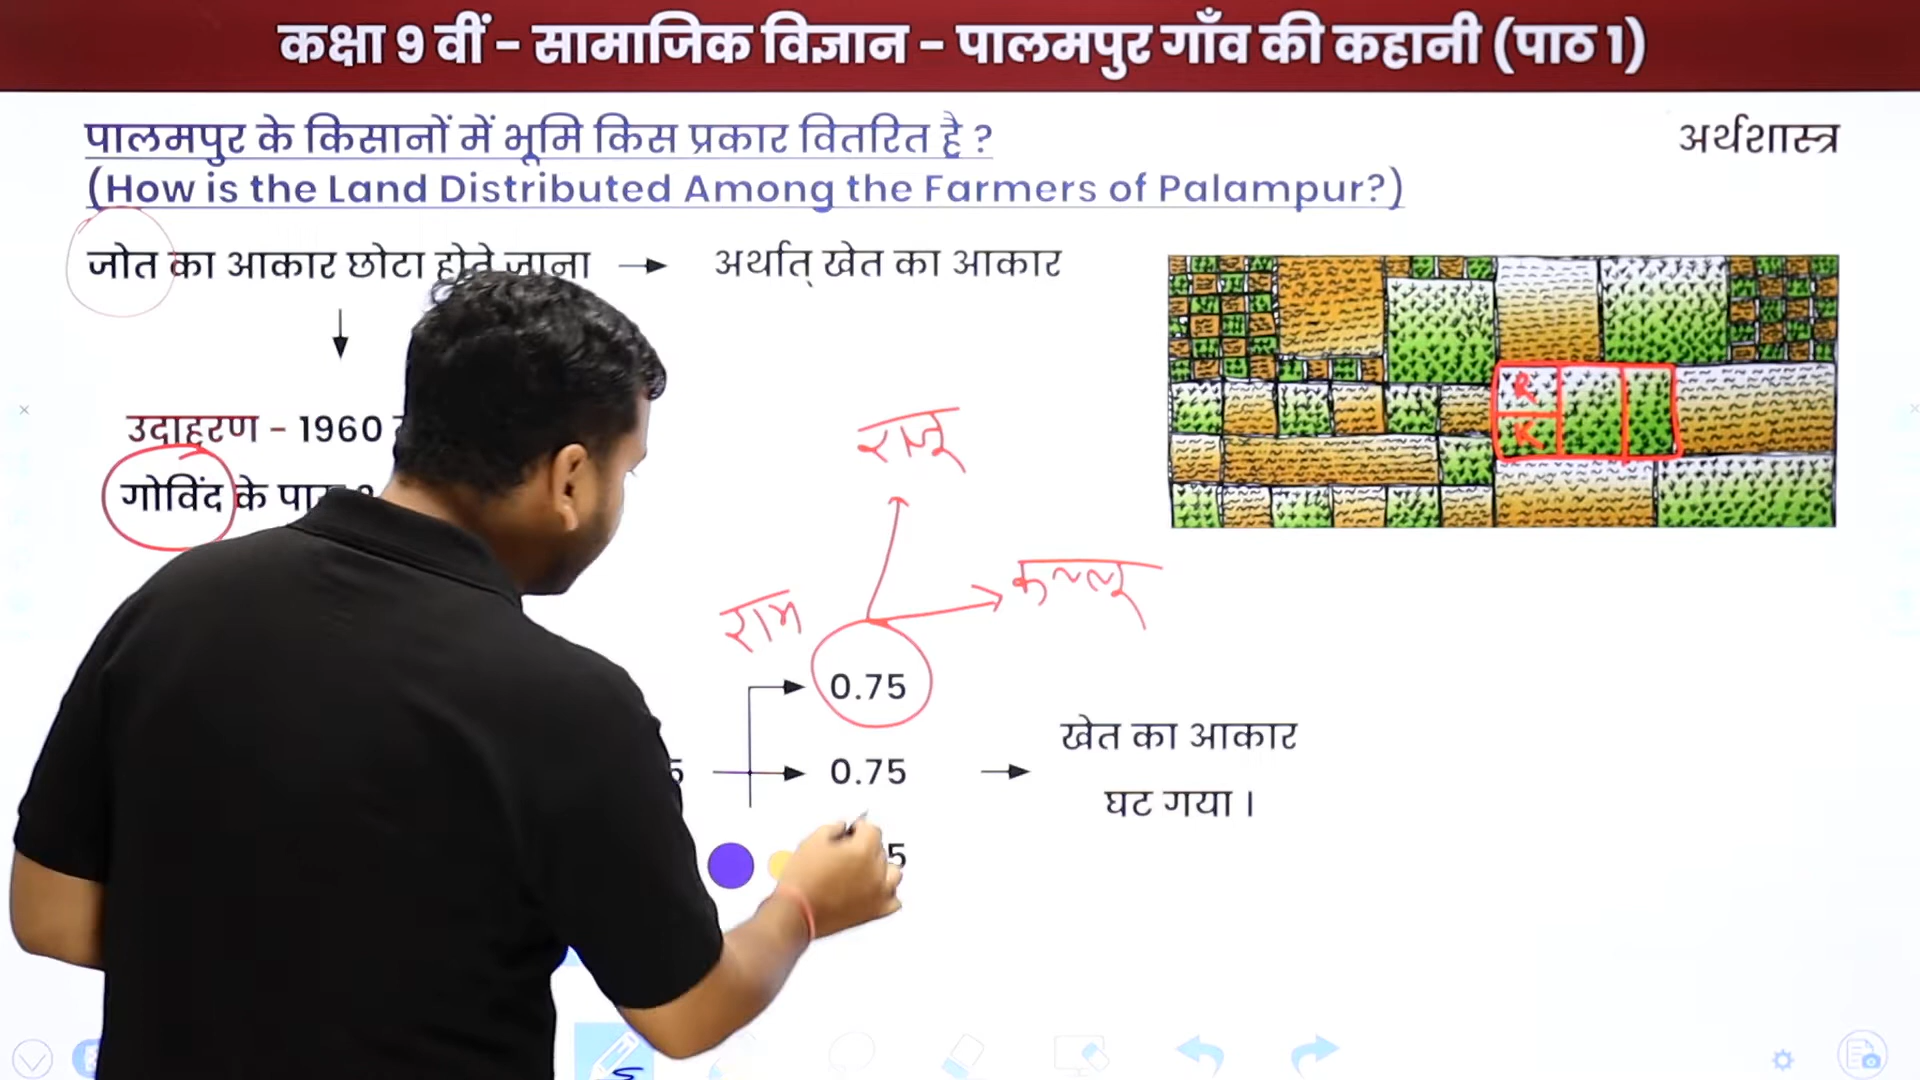 कक्षा 9 वीं - सामाजिक विज्ञान - पालमपुर गाँव की कहानी (पाठ 1)
पालमपुर के किसानों में भूमि किस प्रकार वितरित है ?
अर्थशास्त्र
(How is the Land Distributed Among the Farmers of Palampur?)
जोत का आकार छोटा होते जाना → अर्थात् खेत का आकार
उदाहरण - 1960
गोविंद के
R
K
राजू
कल्लू
राम
0.75
0.75
5
खेत का आकार
घट गया ।